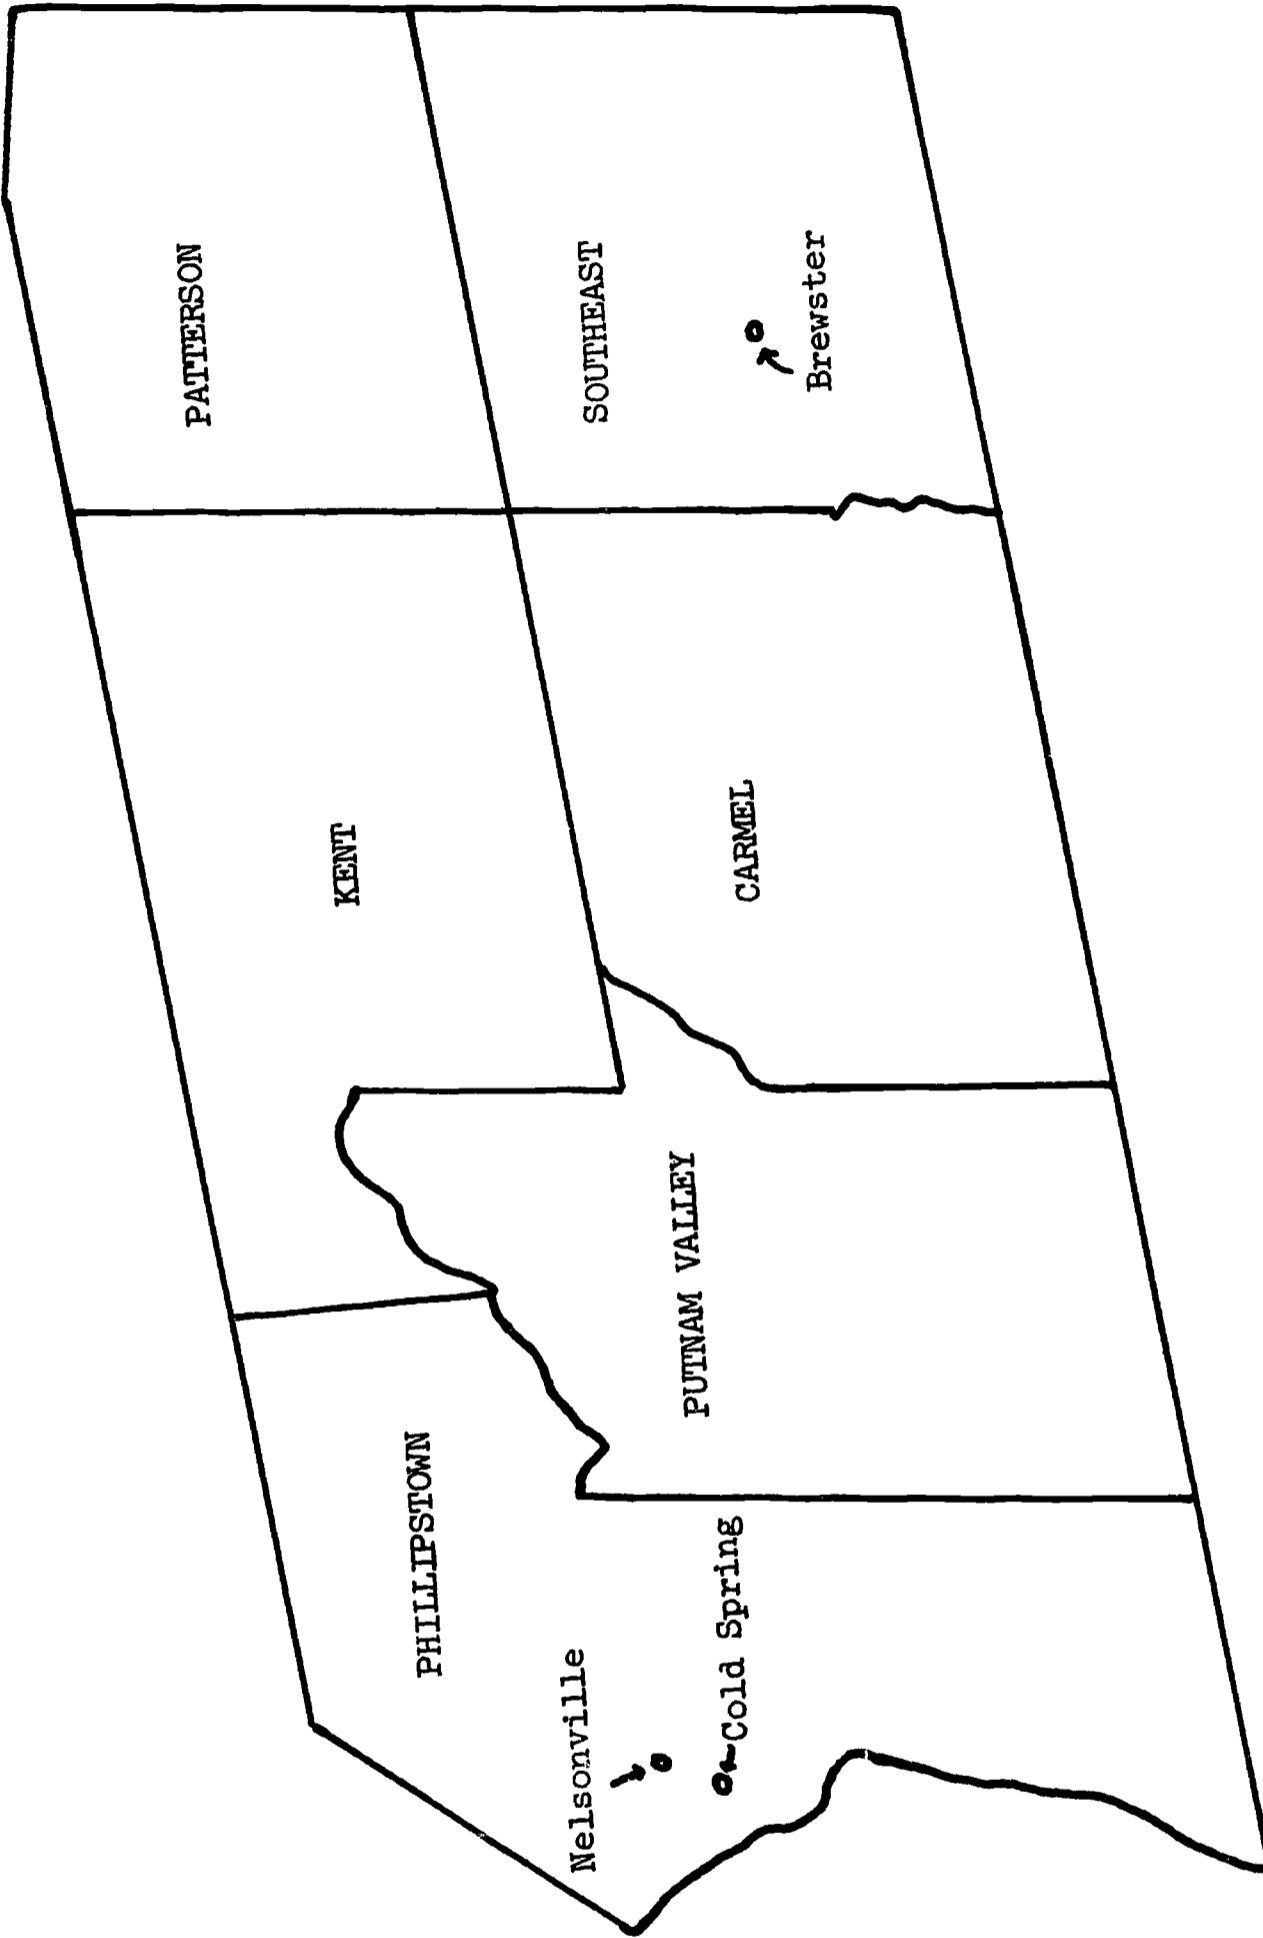 PATTERSON
SOUTHEAST
Brewster
KENT
CARMEL
PUTNAM VALLEY
PHILLIPSTOWN
Nelsonville
Cold Spring